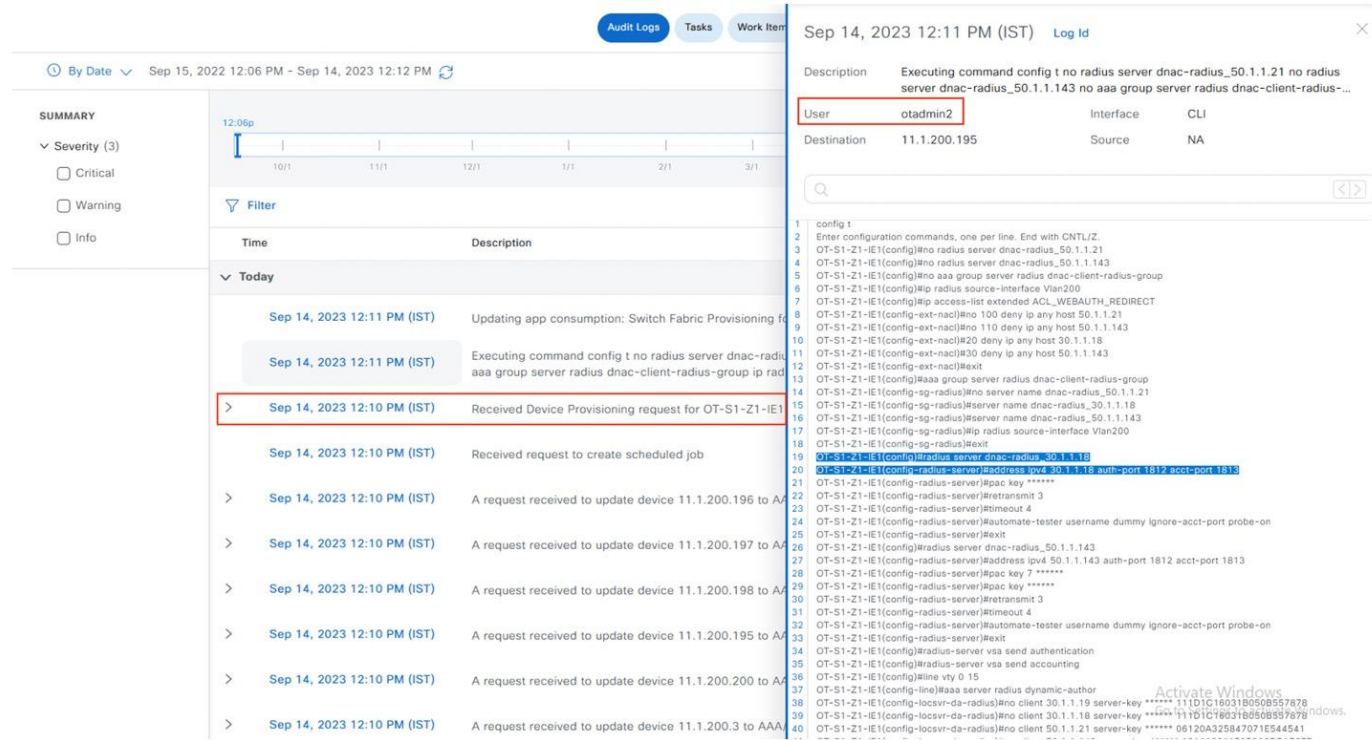 Audit Logs
Tasks
Work Item
By Date
Sep 15, 2022 12:06 PM - Sep 14, 2023 12:12 PM
SUMMARY
Severity (3)
Critical
Warning
Info
12:06p
10/1
11/1
12/1
1/1
2/1
3/1
Filter
Time
Description
Today
Sep 14, 2023 12:11 PM (IST)
Updating app consumption: Switch Fabric Provisioning fo
Sep 14, 2023 12:11 PM (IST)
Executing command config t no radius server dnac-radiu
aaa group server radius dnac-client-radius-group ip rad
Sep 14, 2023 12:10 PM (IST)
Received Device Provisioning request for OT-S1-Z1-IE1
Sep 14, 2023 12:10 PM (IST)
Received request to create scheduled job
Sep 14, 2023 12:10 PM (IST)
A request received to update device 11.1.200.196 to AA
Sep 14, 2023 12:10 PM (IST)
A request received to update device 11.1.200.197 to AA
Sep 14, 2023 12:10 PM (IST)
A request received to update device 11.1.200.198 to AA
Sep 14, 2023 12:10 PM (IST)
A request received to update device 11.1.200.195 to AA
Sep 14, 2023 12:10 PM (IST)
A request received to update device 11.1.200.200 to AA
Sep 14, 2023 12:10 PM (IST)
A request received to update device 11.1.200.3 to AAA/
Sep 14, 2023 12:11 PM (IST)
Log Id
Description
Executing command config t no radius server dnac-radius_50.1.1.21 no radius
server dnac-radius_50.1.1.143 no aaa group server radius dnac-client-radius-...
User
otadmin2
Interface
CLI
Destination
11.1.200.195
Source
NA
1 config t
2 Enter configuration commands, one per line. End with CNTL/Z.
3 OT-S1-Z1-IE1(config)#no radius server dnac-radius_50.1.1.21
4 OT-S1-Z1-IE1(config)#no radius server dnac-radius_50.1.1.143
5 OT-S1-Z1-IE1(config)#no aaa group server radius dnac-client-radius-group
6 OT-S1-Z1-IE1(config)#ip radius source-interface Vlan200
7 OT-S1-Z1-IE1(config)#ip access-list extended ACL_WEBAUTH_REDIRECT
8 OT-S1-Z1-IE1(config-ext-nacl)#no 100 deny ip any host 50.1.1.21
9 OT-S1-Z1-IE1(config-ext-nacl)#no 110 deny ip any host 50.1.1.143
10 OT-S1-Z1-IE1(config-ext-nacl)#20 deny ip any host 30.1.1.18
11 OT-S1-Z1-IE1(config-ext-nacl)#30 deny ip any host 50.1.1.143
12 OT-S1-Z1-IE1(config-ext-nacl)#exit
13 OT-S1-Z1-IE1(config)#aaa group server radius dnac-client-radius-group
14 OT-S1-Z1-IE1(config-sg-radius)#no server name dnac-radius_50.1.1.21
15 OT-S1-Z1-IE1(config-sg-radius)#server name dnac-radius_30.1.1.18
16 OT-S1-Z1-IE1(config-sg-radius)#server name dnac-radius_50.1.1.143
17 OT-S1-Z1-IE1(config-sg-radius)#ip radius source-interface Vlan200
18 OT-S1-Z1-IE1(config-sg-radius)#exit
19 OT-S1-Z1-IE1(config)#radius server dnac-radius_30.1.1.18
20 OT-S1-Z1-IE1(config-radius-server)#address ipv4 30.1.1.18 auth-port 1812 acct-port 1813
21 OT-S1-Z1-IE1(config-radius-server)#pac key ******
22 OT-S1-Z1-IE1(config-radius-server)#retransmit 3
23 OT-S1-Z1-IE1(config-radius-server)#timeout 4
24 OT-S1-Z1-IE1(config-radius-server)#automate-tester username dummy ignore-acct-port probe-on
25 OT-S1-Z1-IE1(config-radius-server)#exit
26 OT-S1-Z1-IE1(config)#radius server dnac-radius_50.1.1.143
27 OT-S1-Z1-IE1(config-radius-server)#address ipv4 50.1.1.143 auth-port 1812 acct-port 1813
28 OT-S1-Z1-IE1(config-radius-server)#pac key 7 ******
29 OT-S1-Z1-IE1(config-radius-server)#pac key ******
30 OT-S1-Z1-IE1(config-radius-server)#retransmit 3
31 OT-S1-Z1-IE1(config-radius-server)#timeout 4
32 OT-S1-Z1-IE1(config-radius-server)#automate-tester username dummy ignore-acct-port probe-on
33 OT-S1-Z1-IE1(config-radius-server)#exit
34 OT-S1-Z1-IE1(config)#radius-server vsa send authentication
35 OT-S1-Z1-IE1(config)#radius-server vsa send accounting
36 OT-S1-Z1-IE1(config)#line vty 0 15
37 OT-S1-Z1-IE1(config-line)#aaa server radius dynamic-author
38 OT-S1-Z1-IE1(config-locsvr-da-radius)#no client 30.1.1.19 server-key ****** 111D1C16031B050B557878
39 OT-S1-Z1-IE1(config-locsvr-da-radius)#no client 30.1.1.18 server-key ****** 111D1C16031B050B557878
40 OT-S1-Z1-IE1(config-locsvr-da-radius)#no client 50.1.1.21 server-key ****** 06120A325847071E544541
Activate Windows
Go to Settings to activate Windows.